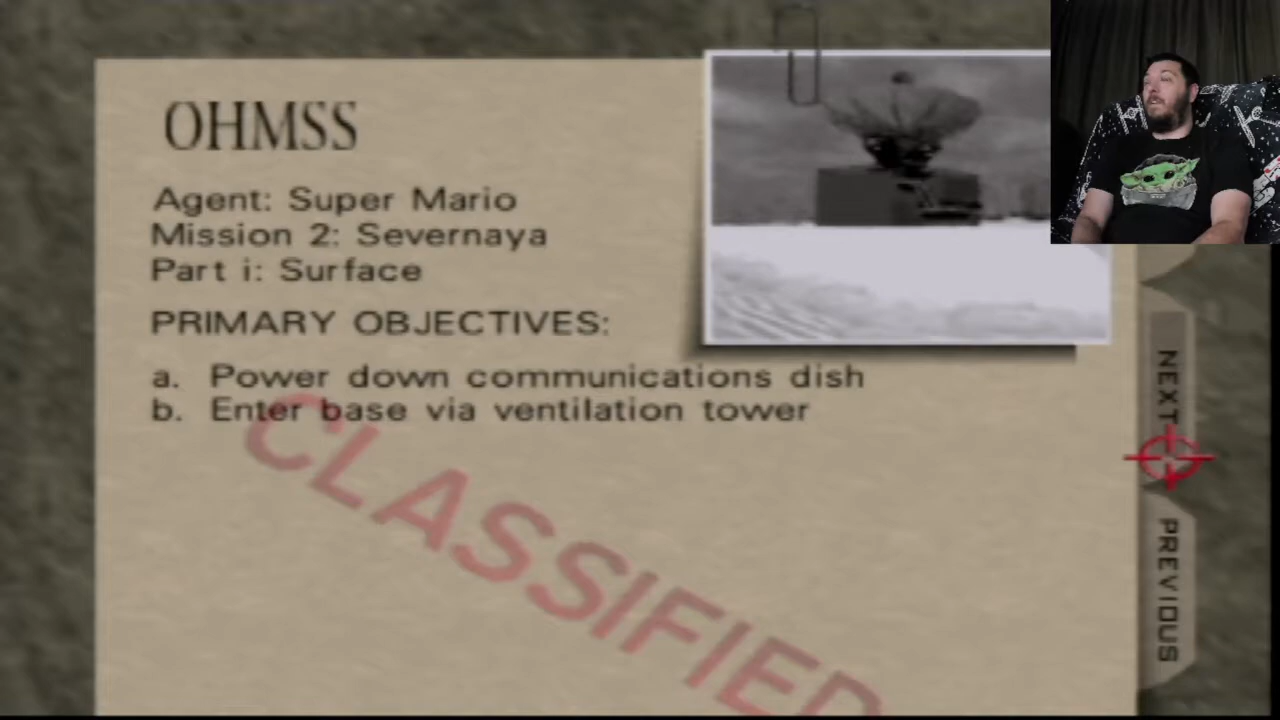 OHMSS
Agent: Super Mario
Mission 2: Severnaya
Part i: Surface
PRIMARY OBJECTIVES:
a. Power down communications dish
b. Enter base via ventilation tower
CLASSIFIED
NEXT
PREVIOUS